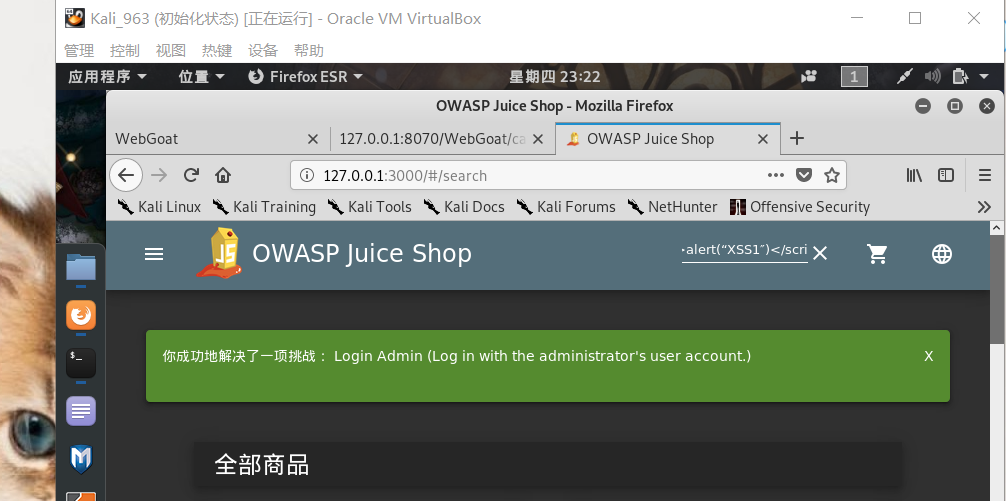 Kali_963 (初始化状态) [正在运行] - Oracle VM VirtualBox
管理 控制 视图 热键 设备 帮助
应用程序 位置 Firefox ESR 星期四 23:22 1
OWASP Juice Shop - Mozilla Firefox
WebGoat 127.0.0.1:8070/WebGoat/ca OWASP Juice Shop
127.0.0.1:3000/#/search
Kali Linux Kali Training Kali Tools Kali Docs Kali Forums NetHunter Offensive Security
JS OWASP Juice Shop alert(“XSS1”)</scri
你成功地解决了一项挑战： Login Admin (Log in with the administrator's user account.) X
全部商品